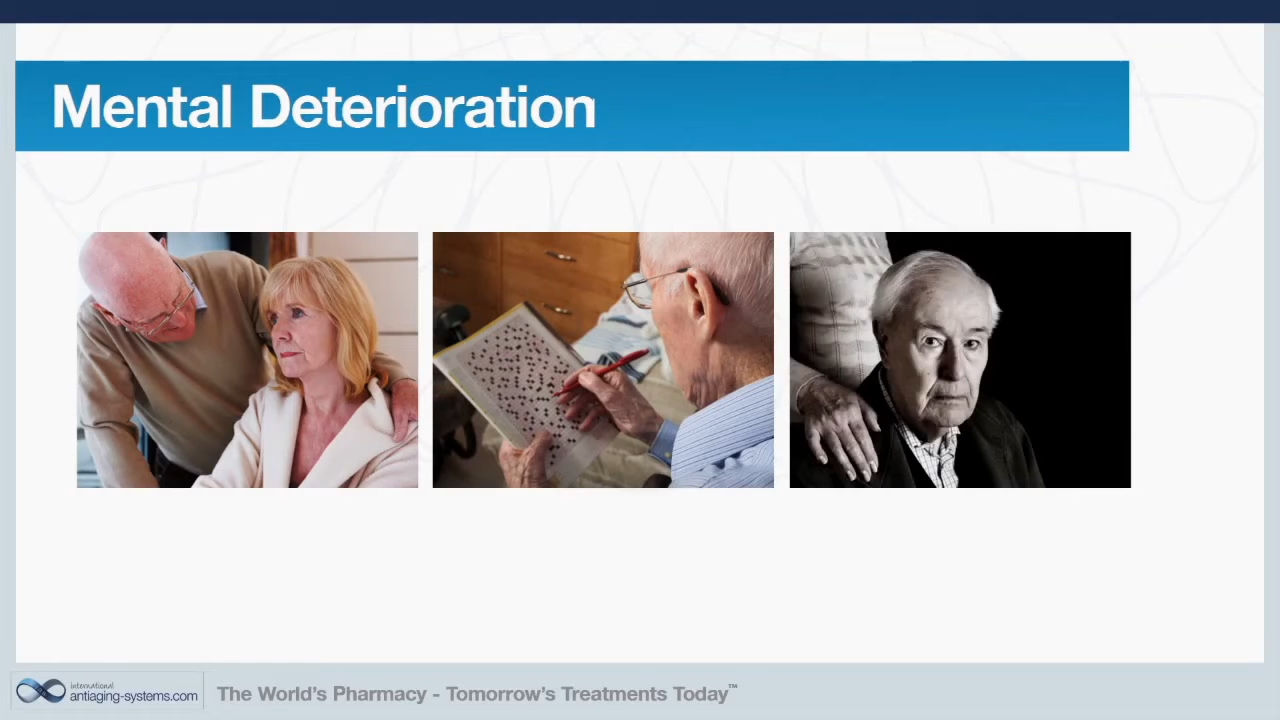 Mental Deterioration
international
antiaging-systems.com
The World's Pharmacy - Tomorrow's Treatments Today™